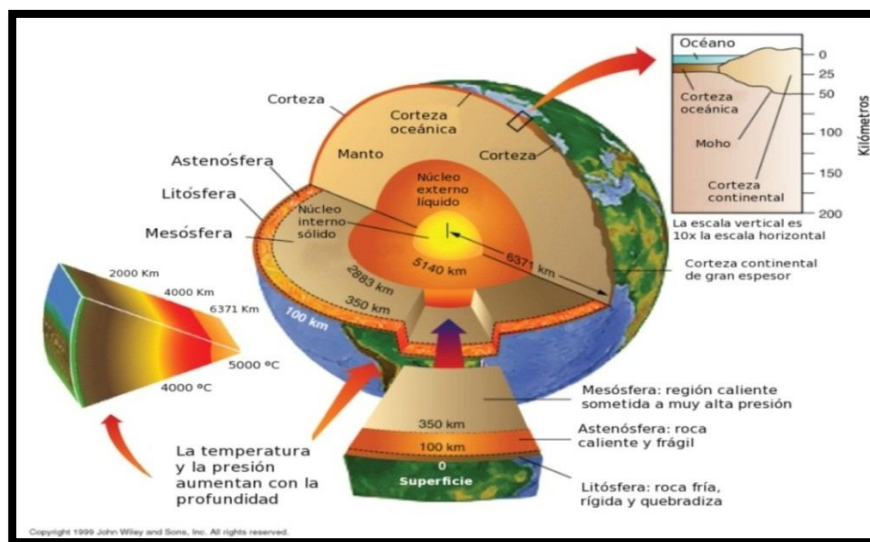 Océano
0
25
50
100
150
200
Kilómetros
Corteza
oceánica
Moho
Corteza
continental
La escala vertical es
10x la escala horizontal
Corteza
Corteza
oceánica
Corteza
Manto
Astenósfera
Litósfera
Mesósfera
Núcleo
externo
líquido
Núcleo
interno
sólido
6371 km
5140 km
2883 km
350 km
100 km
Corteza continental
de gran espesor
2000 Km
4000 Km
6371 Km
5000 ºC
4000 ºC
La temperatura
y la presión
aumentan con la
profundidad
350 km
100 km
0
Superficie
Mesósfera: región caliente
sometida a muy alta presión
Astenósfera: roca
caliente y frágil
Litósfera: roca fría,
rígida y quebradiza
Copyright 1999 John Wiley and Sons, Inc. All rights reserved.